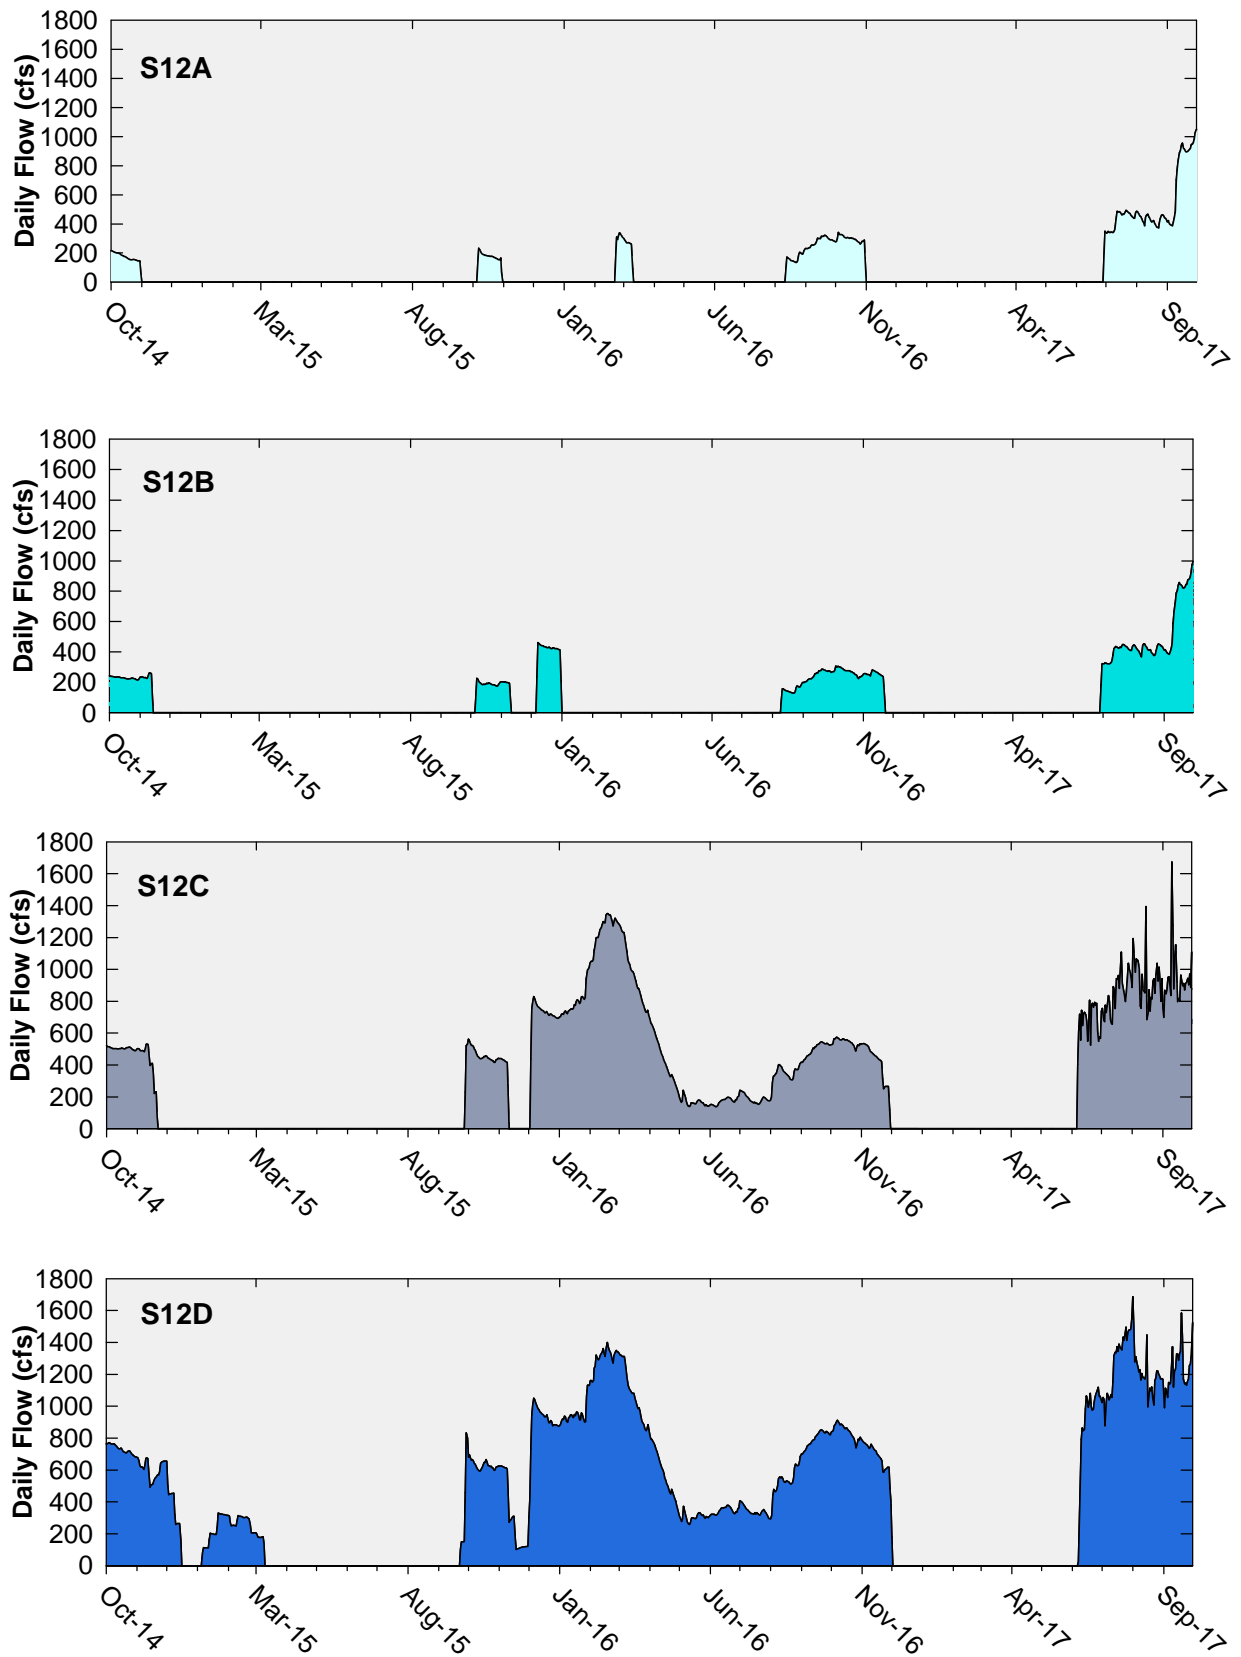 S12A
Daily Flow (cfs)
1800
1600
1400
1200
1000
800
600
400
200
0
Oct-14
Mar-15
Aug-15
Jan-16
Jun-16
Nov-16
Apr-17
Sep-17
S12B
Daily Flow (cfs)
1800
1600
1400
1200
1000
800
600
400
200
0
Oct-14
Mar-15
Aug-15
Jan-16
Jun-16
Nov-16
Apr-17
Sep-17
S12C
Daily Flow (cfs)
1800
1600
1400
1200
1000
800
600
400
200
0
Oct-14
Mar-15
Aug-15
Jan-16
Jun-16
Nov-16
Apr-17
Sep-17
S12D
Daily Flow (cfs)
1800
1600
1400
1200
1000
800
600
400
200
0
Oct-14
Mar-15
Aug-15
Jan-16
Jun-16
Nov-16
Apr-17
Sep-17